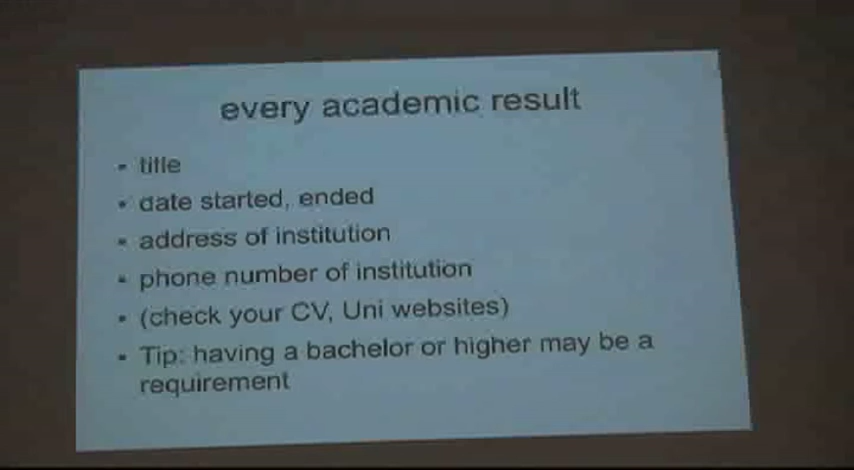 every academic result
▪ title
▪ date started, ended
▪ address of institution
▪ phone number of institution
▪ (check your CV, Uni websites)
▪ Tip: having a bachelor or higher may be a
requirement